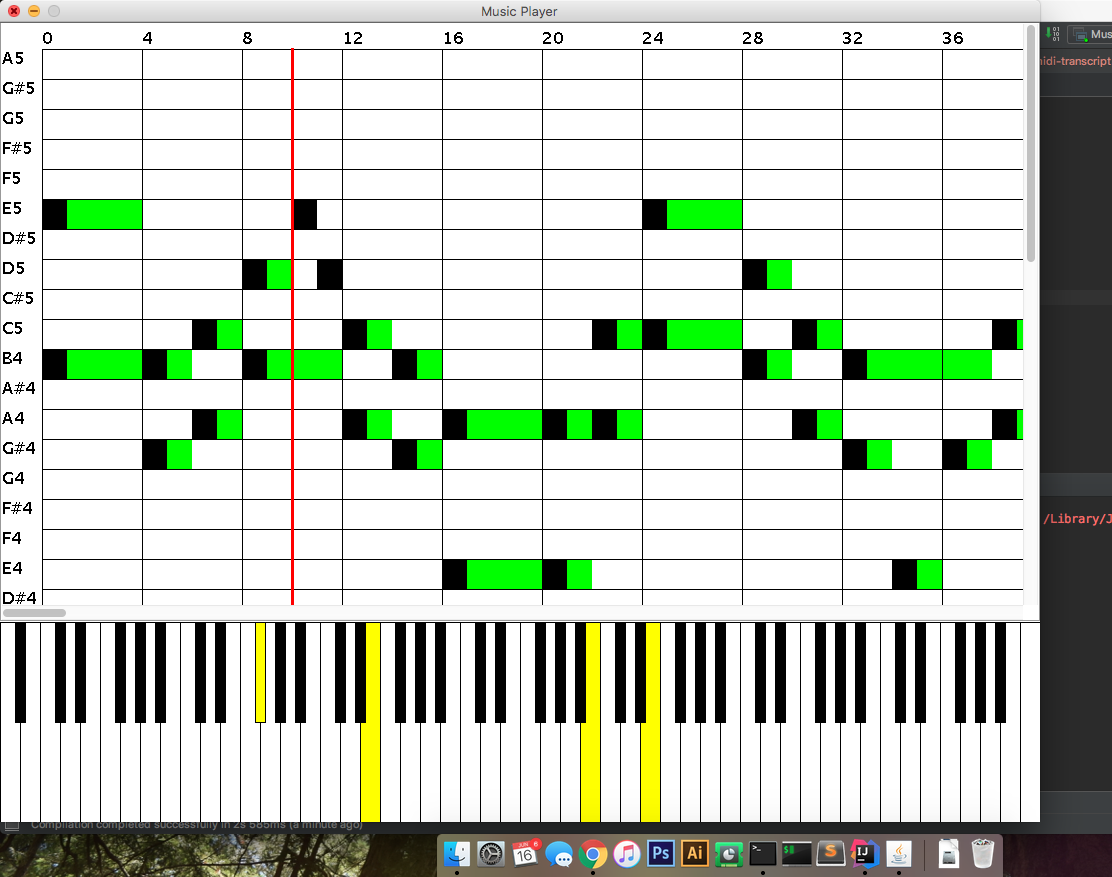 Music Player
0 4 8 12 16 20 24 28 32 36
Mus
A5
nidi-transcript
G#5
G5
F#5
F5
E5
D#5
D5
C#5
C5
B4
A#4
A4
G#4
G4
F#4
/Library/J
F4
E4
D#4
Compilation completed successfully in 2s 585ms (a minute ago)
JUN 6
16
Ps Ai >_ $ S IJ